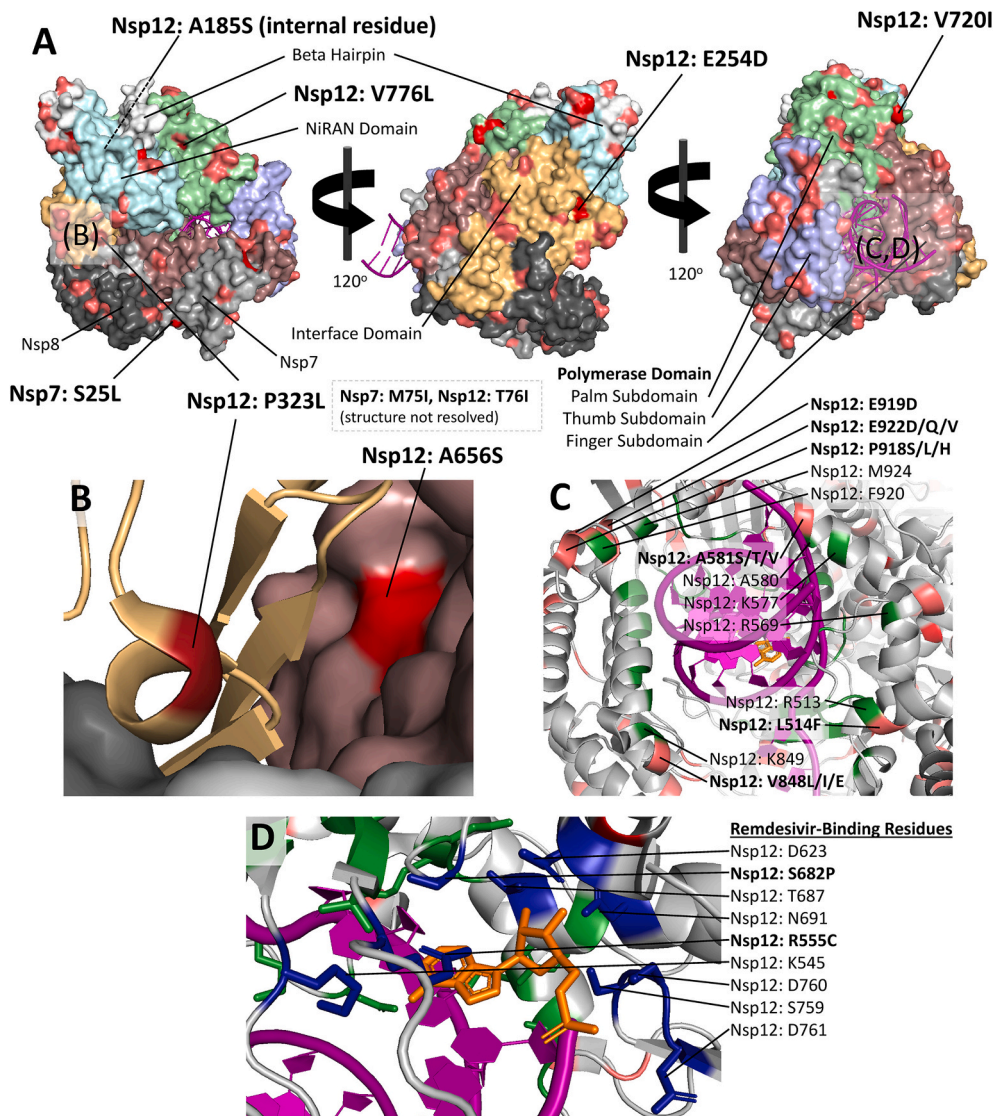 A
Nsp12: A185S (internal residue)
Beta Hairpin
Nsp12: V776L
NiRAN Domain
Nsp12: E254D
Nsp12: V720I
(B)
120°
120°
(C,D)
Nsp8
Nsp7
Interface Domain
Nsp7: S25L
Nsp12: P323L
Nsp7: M75I, Nsp12: T76I
(structure not resolved)
Polymerase Domain
Palm Subdomain
Thumb Subdomain
Finger Subdomain
B
Nsp12: A656S
C
Nsp12: E919D
Nsp12: E922D/Q/V
Nsp12: P918S/L/H
Nsp12: M924
Nsp12: F920
Nsp12: A581S/T/V
Nsp12: A580
Nsp12: K577
Nsp12: R569
Nsp12: R513
Nsp12: L514F
Nsp12: K849
Nsp12: V848L/I/E
D
Remdesivir-Binding Residues
Nsp12: D623
Nsp12: S682P
Nsp12: T687
Nsp12: N691
Nsp12: R555C
Nsp12: K545
Nsp12: D760
Nsp12: S759
Nsp12: D761